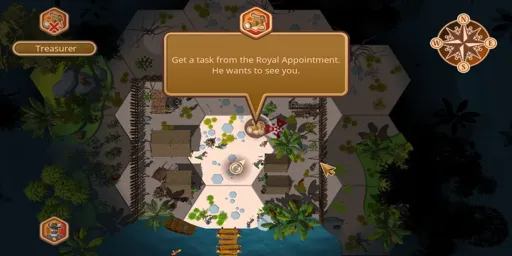 Treasurer
Get a task from the Royal Appointment.
He wants to see you.
N
W
E
S